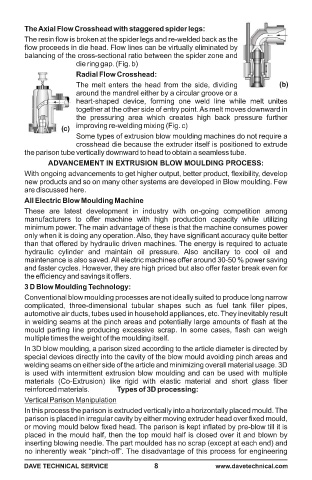 The Axial Flow Crosshead with staggered spider legs:
The resin flow is broken at the spider legs and re-welded back as the
flow proceeds in die head. Flow lines can be virtually eliminated by
balancing of the cross-sectional ratio between the spider zone and
die ring gap. (Fig. b)
Radial Flow Crosshead:
The melt enters the head from the side, dividing
(b)
around the mandrel either by a circular groove or a
heart-shaped device, forming one weld line while melt unites
together at the other side of entry point. As melt moves downward in
the pressuring area which creates high back pressure further
improving re-welding mixing (Fig. c)
(c)
Some types of extrusion blow moulding machines do not require a
crosshead die because the extruder itself is positioned to extrude
the parison tube vertically downward to head to obtain a seamless tube.
ADVANCEMENT IN EXTRUSION BLOW MOULDING PROCESS:
With ongoing advancements to get higher output, better product, flexibility, develop
new products and so on many other systems are developed in Blow moulding. Few
are discussed here.
All Electric Blow Moulding Machine
These are latest development in industry with on-going competition among
manufacturers to offer machine with high production capacity while utilizing
minimum power. The main advantage of these is that the machine consumes power
only when it is doing any operation. Also, they have significant accuracy quite better
than that offered by hydraulic driven machines. The energy is required to actuate
hydraulic cylinder and maintain oil pressure. Also ancillary to cool oil and
maintenance is also saved. All electric machines offer around 30-50 % power saving
and faster cycles. However, they are high priced but also offer faster break even for
the efficiency and savings it offers.
3 D Blow Moulding Technology:
Conventional blow moulding processes are not ideally suited to produce long narrow
complicated, three-dimensional tubular shapes such as fuel tank filler pipes,
automotive air ducts, tubes used in household appliances, etc. They inevitably result
in welding seams at the pinch areas and potentially large amounts of flash at the
mould parting line producing excessive scrap. In some cases, flash can weigh
multiple times the weight of the moulding itself.
In 3D blow moulding, a parison sized according to the article diameter is directed by
special devices directly into the cavity of the blow mould avoiding pinch areas and
welding seams on either side of the article and minimizing overall material usage. 3D
is used with intermittent extrusion blow moulding and can be used with multiple
materials (Co-Extrusion) like rigid with elastic material and short glass fiber
reinforced materials. Types of 3D processing:
Vertical Parison Manipulation
In this process the parison is extruded vertically into a horizontally placed mould. The
parison is placed in irregular cavity by either moving extruder head over fixed mould,
or moving mould below fixed head. The parison is kept inflated by pre-blow till it is
placed in the mould half, then the top mould half is closed over it and blown by
inserting blowing needle. The part moulded has no scrap (except at each end) and
no inherently weak “pinch-off”. The disadvantage of this process for engineering
DAVE TECHNICAL SERVICE 8 www.davetechnical.com